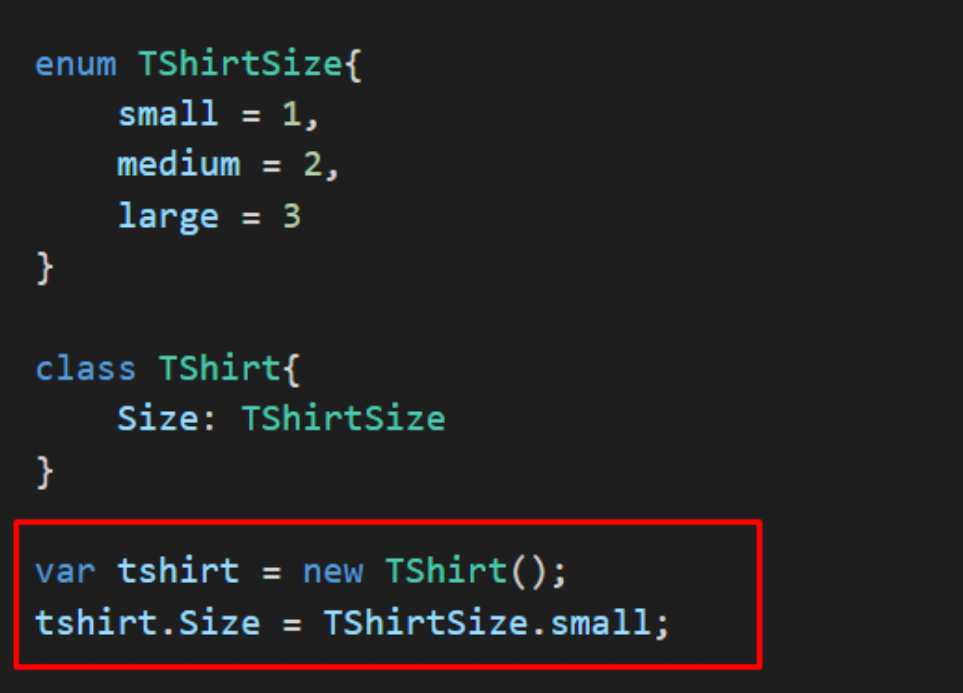 enum TShirtSize{
    small = 1,
    medium = 2,
    large = 3
}
class TShirt{
    Size: TShirtSize
}
var tshirt = new TShirt();
tshirt.Size = TShirtSize.small;